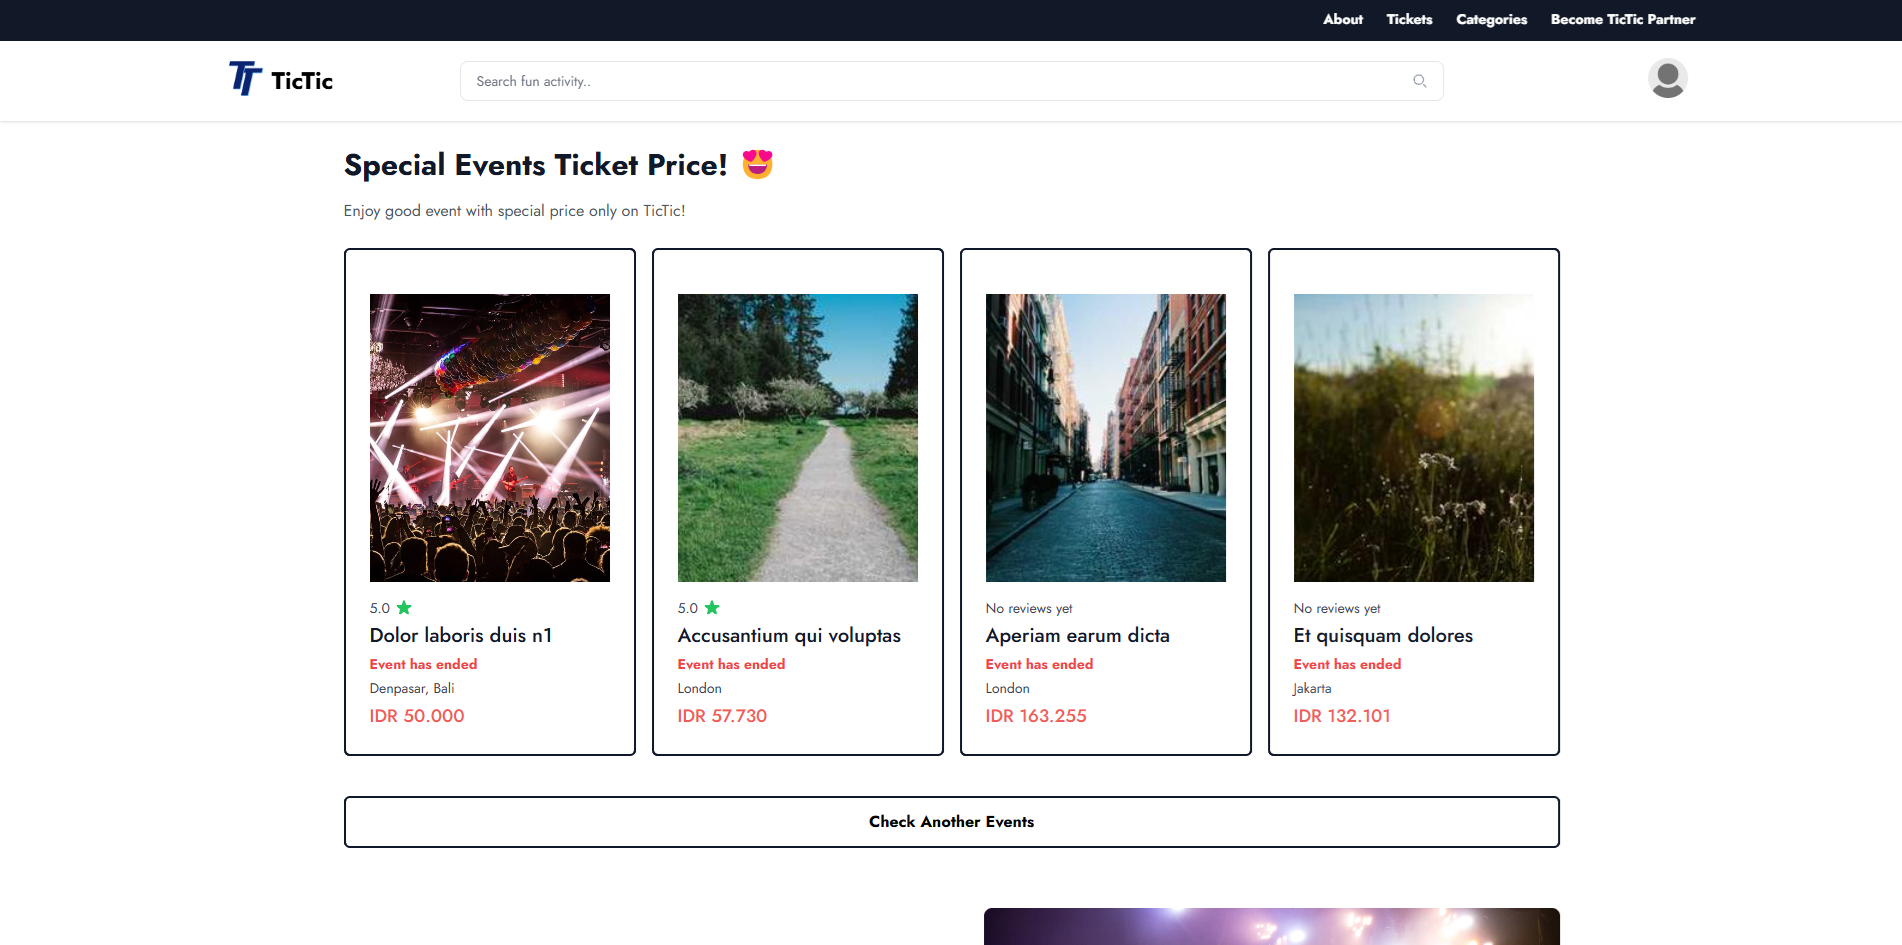 About Tickets Categories Become TicTic Partner
TT TicTic
Search fun activity..
Special Events Ticket Price! 😍
Enjoy good event with special price only on TicTic!
5.0
Dolor laboris duis n1
Event has ended
Denpasar, Bali
IDR 50.000
5.0
Accusantium qui voluptas
Event has ended
London
IDR 57.730
No reviews yet
Aperiam earum dicta
Event has ended
London
IDR 163.255
No reviews yet
Et quisquam dolores
Event has ended
Jakarta
IDR 132.101
Check Another Events